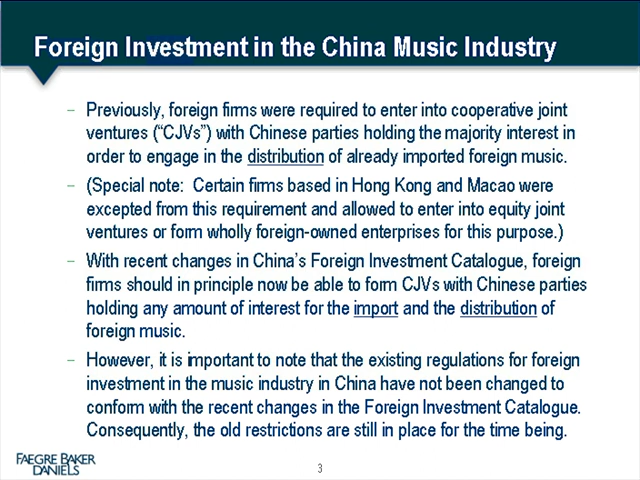 Foreign Investment in the China Music Industry
– Previously, foreign firms were required to enter into cooperative joint
ventures (“CJVs”) with Chinese parties holding the majority interest in
order to engage in the distribution of already imported foreign music.
– (Special note: Certain firms based in Hong Kong and Macao were
excepted from this requirement and allowed to enter into equity joint
ventures or form wholly foreign-owned enterprises for this purpose.)
– With recent changes in China’s Foreign Investment Catalogue, foreign
firms should in principle now be able to form CJVs with Chinese parties
holding any amount of interest for the import and the distribution of
foreign music.
– However, it is important to note that the existing regulations for foreign
investment in the music industry in China have not been changed to
conform with the recent changes in the Foreign Investment Catalogue.
Consequently, the old restrictions are still in place for the time being.
FAEGRE BAKER
DANIELS
3